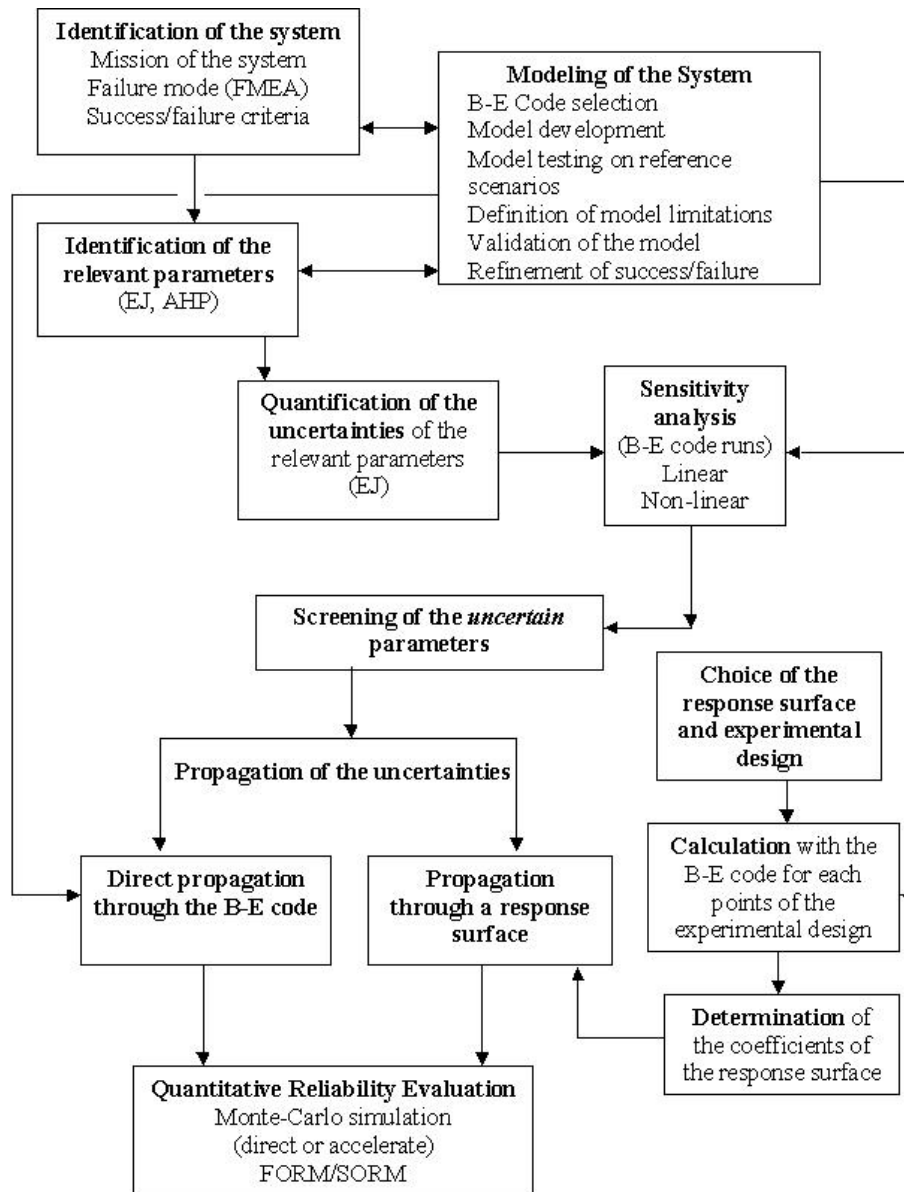 Identification of the system
Mission of the system
Failure mode (FMEA)
Success/failure criteria
Modeling of the System
B-E Code selection
Model development
Model testing on reference
scenarios
Definition of model limitations
Validation of the model
Refinement of success/failure
Identification of the
relevant parameters
(EJ, AHP)
Quantification of the
uncertainties of the
relevant parameters
(EJ)
Sensitivity
analysis
(B-E code runs)
Linear
Non-linear
Screening of the uncertain
parameters
Choice of the
response surface
and experimental
design
Propagation of the uncertainties
Direct propagation
through the B-E code
Propagation
through a response
surface
Calculation with the
B-E code for each
points of the
experimental design
Determination of
the coefficients of
the response surface
Quantitative Reliability Evaluation
Monte-Carlo simulation
(direct or accelerate)
FORM/SORM